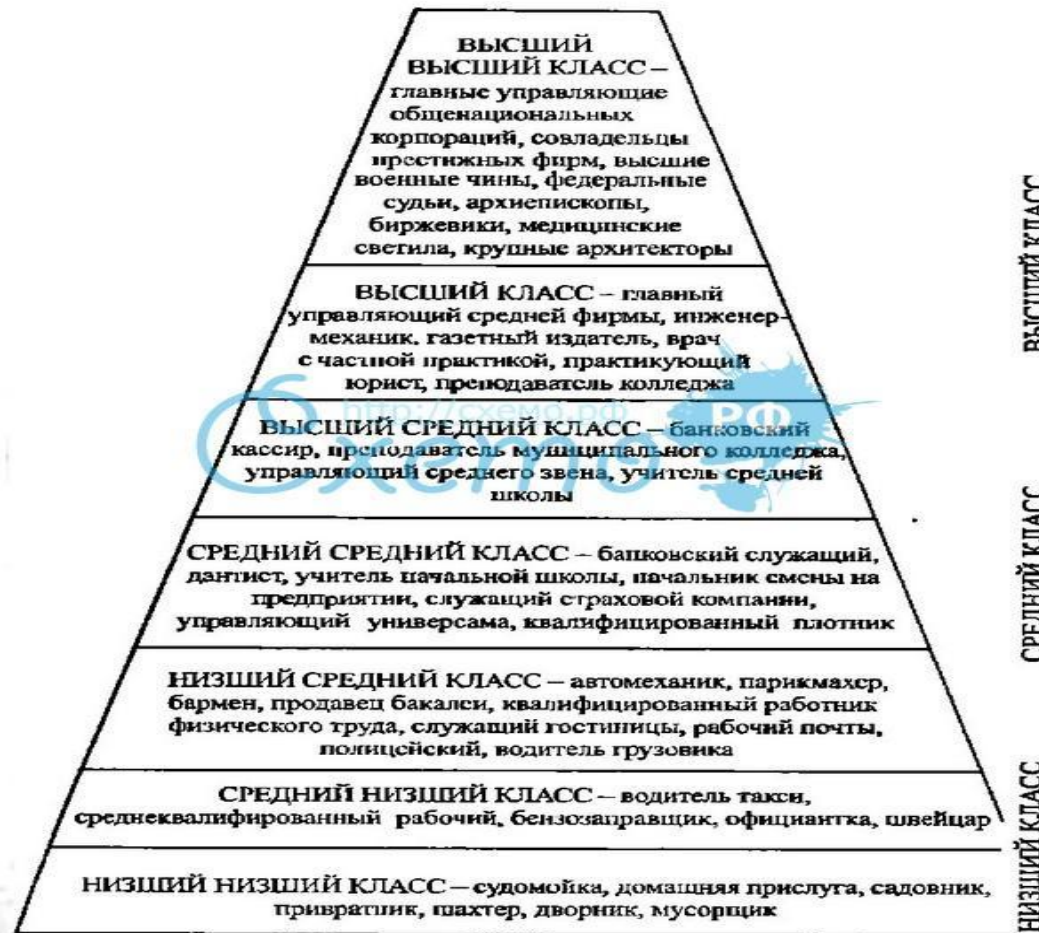 ВЫСШИЙ
ВЫСШИЙ КЛАСС –
главные управляющие
общенациональных
корпораций, совладельцы
престижных фирм, высшие
военные чины, федеральные
судьи, архиепископы,
биржевики, медицинские
светила, крупные архитекторы
ВЫСШИЙ КЛАСС – главный
управляющий средней фирмы, инженер-
механик, газетный издатель, врач
с частной практикой, практикующий
юрист, преподаватель колледжа
http://схемо.рф
Схемо РФ
ВЫСШИЙ СРЕДНИЙ КЛАСС – банковский
кассир, преподаватель муниципального колледжа,
управляющий среднего звена, учитель средней
школы
СРЕДНИЙ СРЕДНИЙ КЛАСС – банковский служащий,
дантист, учитель начальной школы, начальник смены на
предприятии, служащий страховой компании,
управляющий универсама, квалифицированный плотник
НИЗШИЙ СРЕДНИЙ КЛАСС – автомеханик, парикмахер,
бармен, продавец бакалеи, квалифицированный работник
физического труда, служащий гостиницы, рабочий почты,
полицейский, водитель грузовика
СРЕДНИЙ НИЗШИЙ КЛАСС – водитель такси,
среднеквалифированный рабочий, бензозаправщик, официантка, швейцар
НИЗШИЙ НИЗШИЙ КЛАСС – судомойка, домашняя прислуга, садовник,
привратник, шахтер, дворник, мусорщик
ВЫСШИЙ КЛАСС
СРЕДНИЙ КЛАСС
НИЗШИЙ КЛАСС